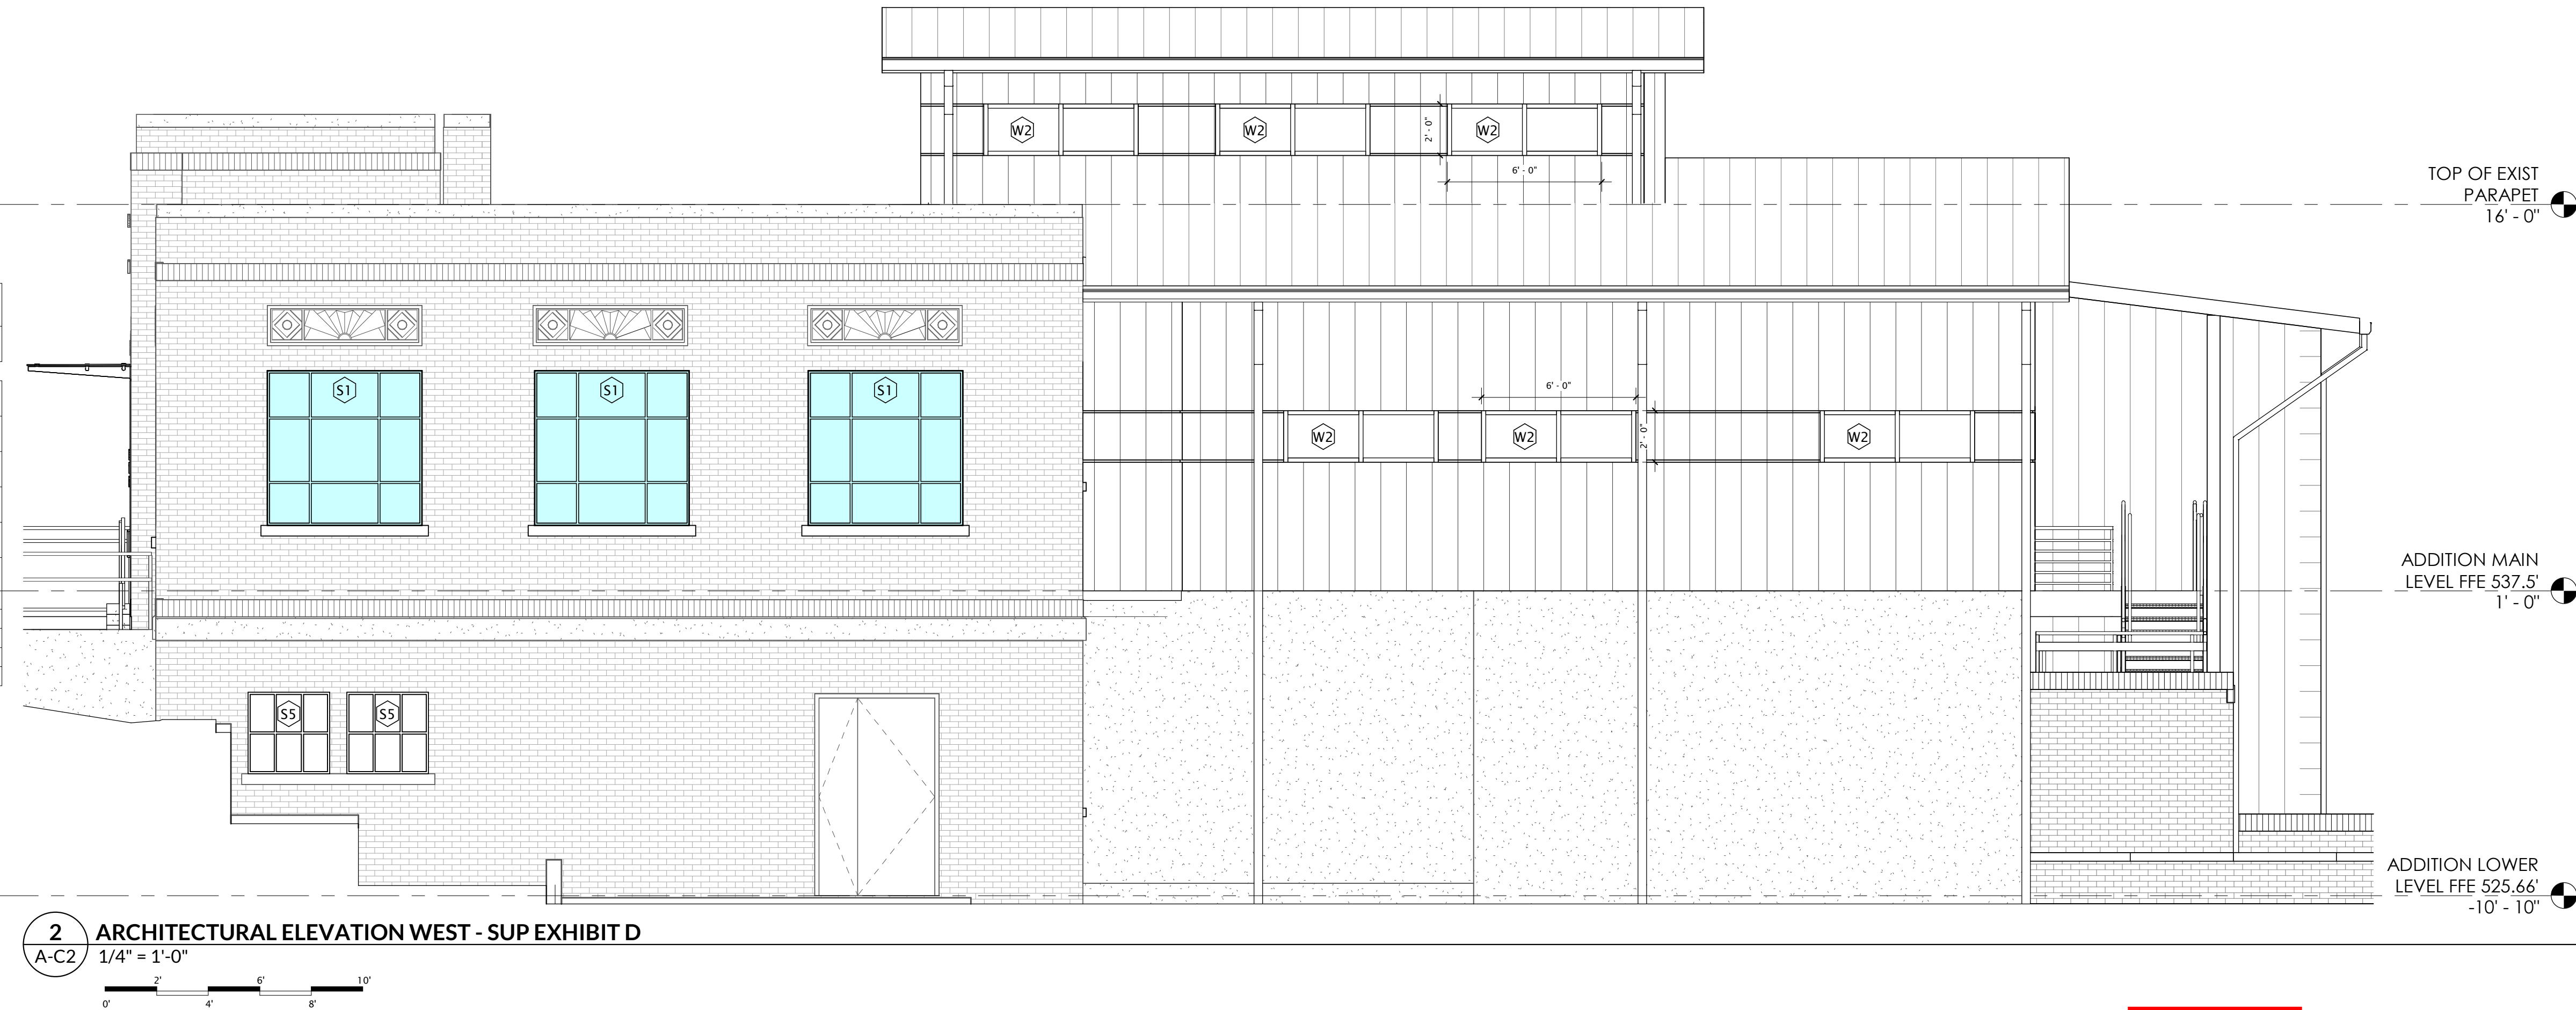 W2
W2
W2
2' - 0"
6' - 0"
TOP OF EXIST
PARAPET
16' - 0"
S1
S1
S1
6' - 0"
W2
W2
2' - 0"
W2
ADDITION MAIN
LEVEL FFE 537.5'
1' - 0"
S5
S5
ADDITION LOWER
LEVEL FFE 525.66'
-10' - 10"
2
A-C2
ARCHITECTURAL ELEVATION WEST - SUP EXHIBIT D
1/4" = 1'-0"
2'
6'
10'
0'
4'
8'